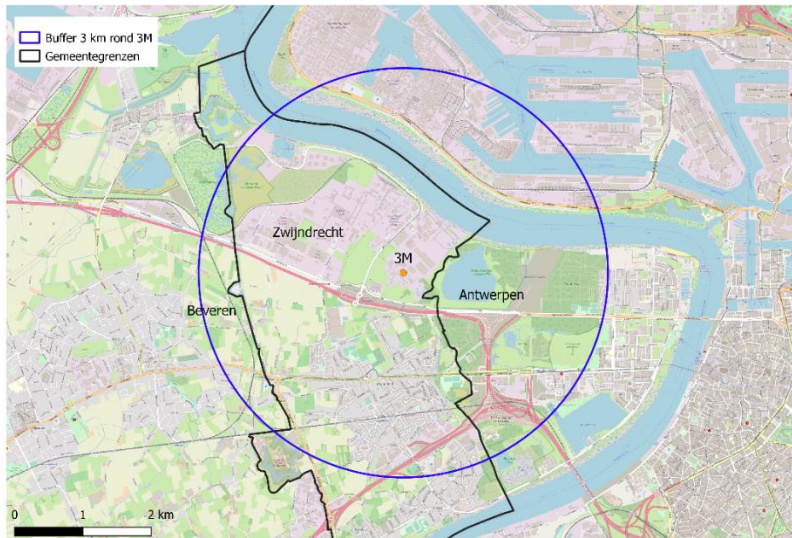 Buffer 3 km rond 3M
Gemeentegrenzen
Zwijndrecht
3M
Antwerpen
Beveren
0 1 2 km